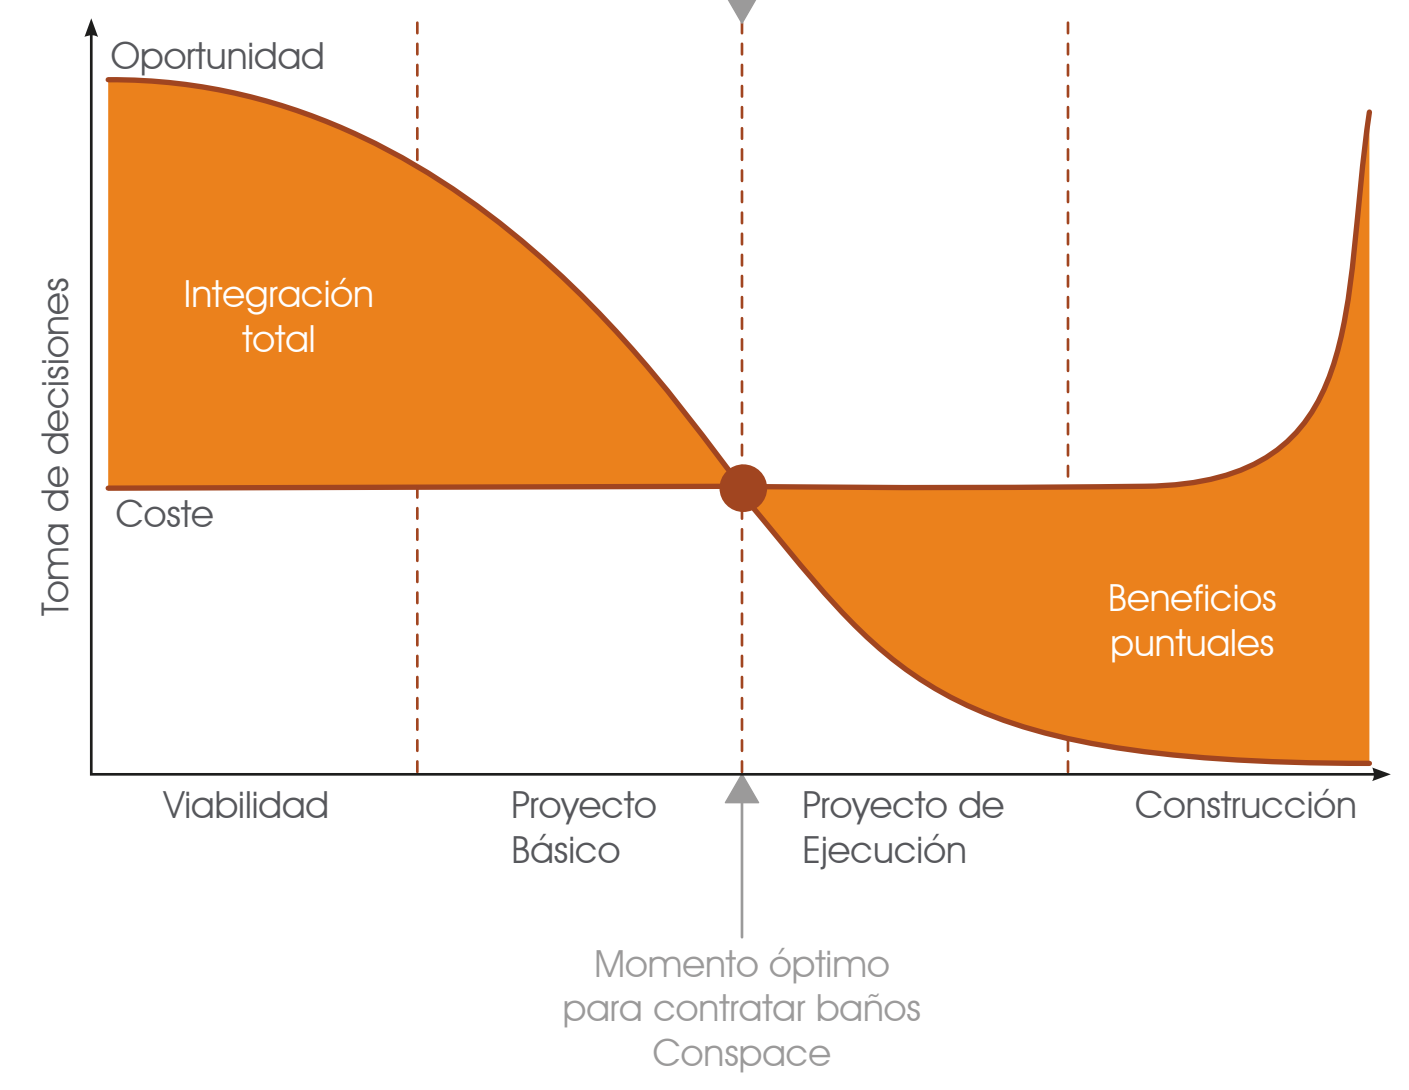 Oportunidad
Integración
total
Toma de decisiones
Coste
Beneficios
puntuales
Viabilidad
Proyecto
Básico
Proyecto de
Ejecución
Construcción
Momento óptimo
para contratar baños
Conspace